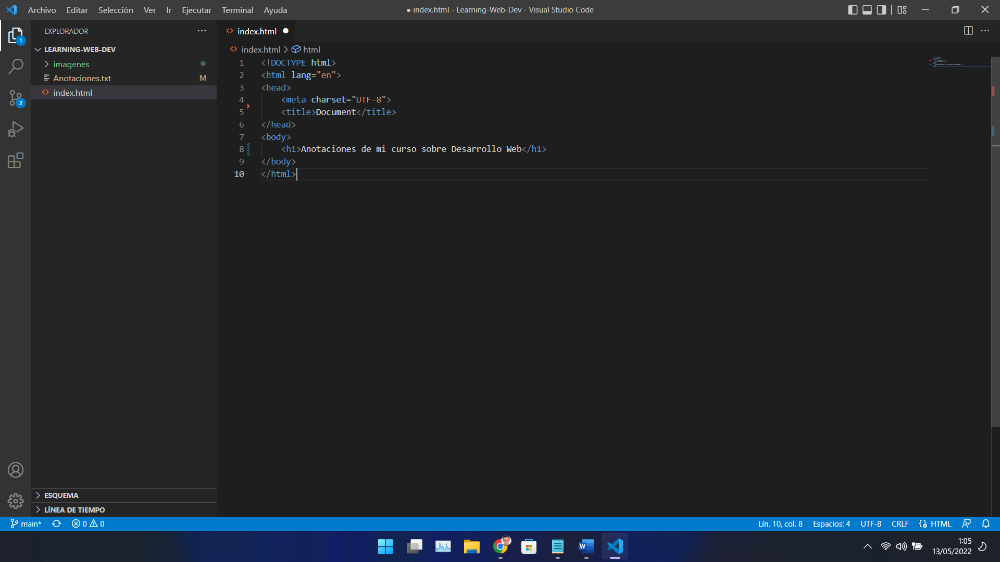 Archivo Editar Selección Ver Ir Ejecutar Terminal Ayuda
● index.html - Learning-Web-Dev - Visual Studio Code
EXPLORADOR
LEARNING-WEB-DEV
imagenes
Anotaciones.txt M
index.html
index.html
index.html > html
1 <!DOCTYPE html>
2 <html lang="en">
3 <head>
4     <meta charset="UTF-8">
5     <title>Document</title>
6 </head>
7 <body>
8     <h1>Anotaciones de mi curso sobre Desarrollo Web</h1>
9 </body>
10 </html>
1
2
ESQUEMA
LÍNEA DE TIEMPO
main* 0 0
Lín. 10, col. 8 Espacios: 4 UTF-8 CRLF HTML
W
1:05
13/05/2022